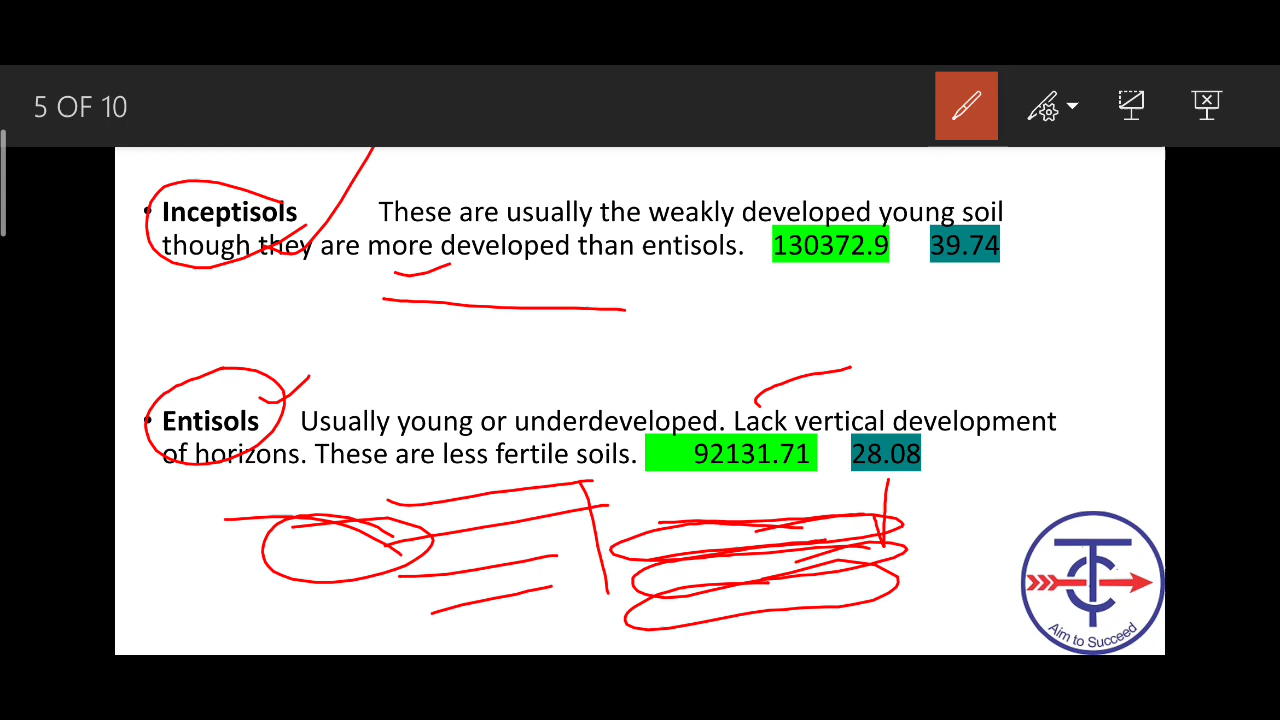 5 OF 10
• Inceptisols These are usually the weakly developed young soil
though they are more developed than entisols. 130372.9 39.74
• Entisols Usually young or underdeveloped. Lack vertical development
of horizons. These are less fertile soils. 92131.71 28.08
TC
Aim to Succeed